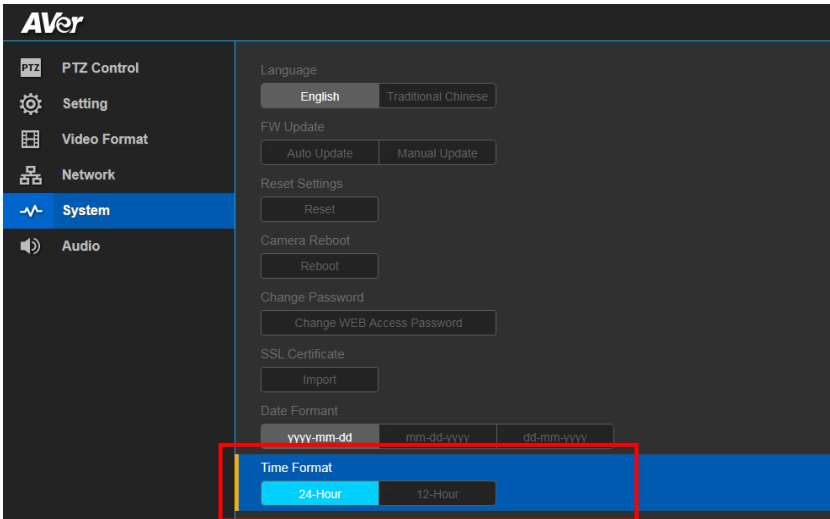 AVer
PTZ PTZ Control
Setting
Video Format
Network
System
Audio
Language
English Traditional Chinese
FW Update
Auto Update Manual Update
Reset Settings
Reset
Camera Reboot
Reboot
Change Password
Change WEB Access Password
SSL Certificate
Import
Date Formant
yyyy-mm-dd mm-dd-yyyy dd-mm-yyyy
Time Format
24-Hour 12-Hour